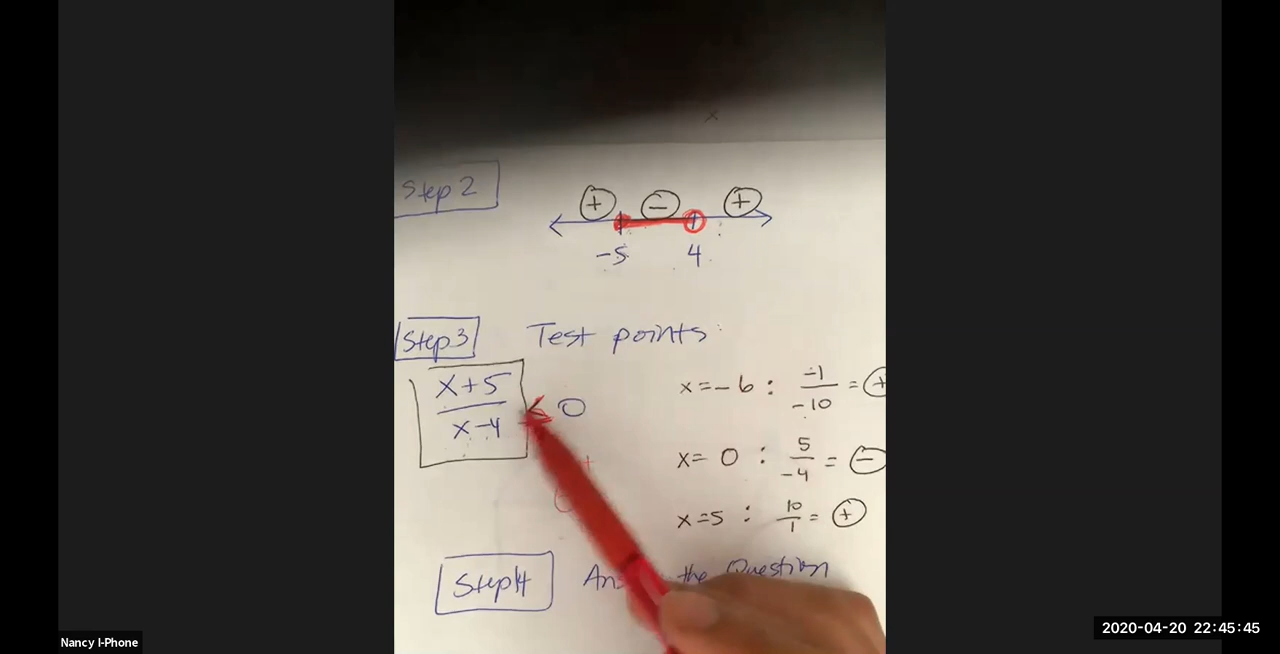 Step 2
+ − +
-5 4
Step 3 Test points:
x+5/x-4 < 0
x=-6 : -1/-10 = +
x= 0 : 5/-4 = −
x=5 : 10/1 = +
Step 4 the Question
Nancy I-Phone
2020-04-20 22:45:45